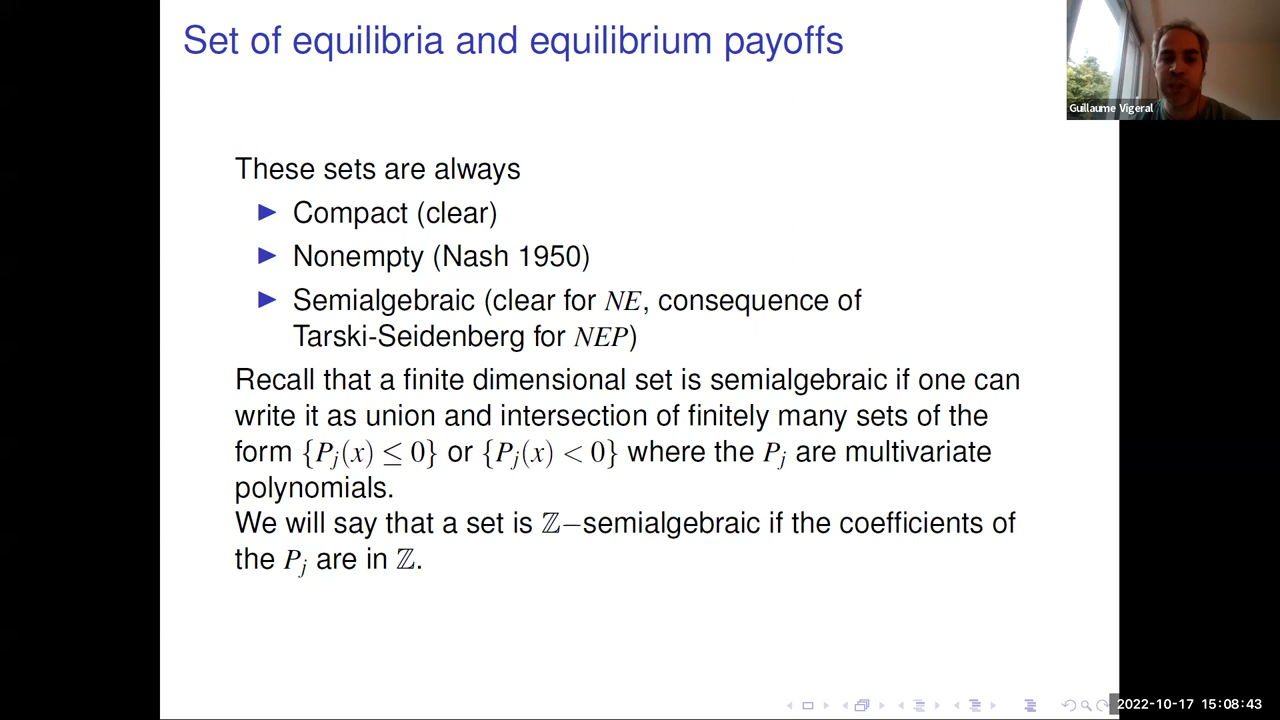 Set of equilibria and equilibrium payoffs
Guillaume Vigeral
These sets are always
▶ Compact (clear)
▶ Nonempty (Nash 1950)
▶ Semialgebraic (clear for NE, consequence of
Tarski-Seidenberg for NEP)
Recall that a finite dimensional set is semialgebraic if one can
write it as union and intersection of finitely many sets of the
form {P_j(x) ≤ 0} or {P_j(x) < 0} where the P_j are multivariate
polynomials.
We will say that a set is ℤ−semialgebraic if the coefficients of
the P_j are in ℤ.
2022-10-17 15:08:43